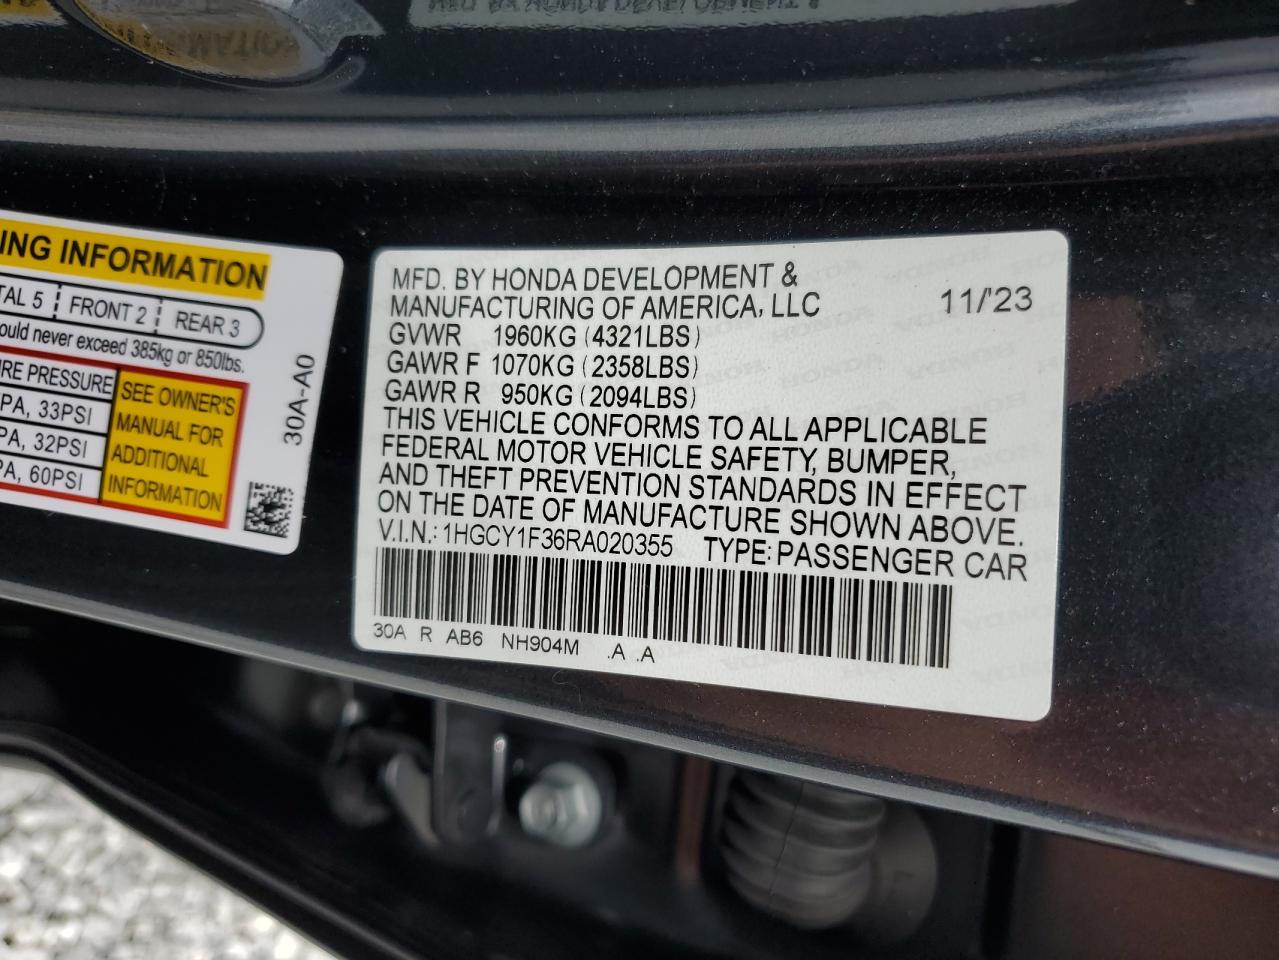 ING INFORMATION
TAL 5 FRONT 2 REAR 3
ould never exceed 385kg or 850lbs.
RE PRESSURE
PA, 33PSI
PA, 32PSI
PA, 60PSI
SEE OWNER'S
MANUAL FOR
ADDITIONAL
INFORMATION
30A-A0
MFD. BY HONDA DEVELOPMENT &
MANUFACTURING OF AMERICA, LLC 11/'23
GVWR 1960KG (4321LBS)
GAWR F 1070KG (2358LBS)
GAWR R 950KG (2094LBS)
THIS VEHICLE CONFORMS TO ALL APPLICABLE
FEDERAL MOTOR VEHICLE SAFETY, BUMPER,
AND THEFT PREVENTION STANDARDS IN EFFECT
ON THE DATE OF MANUFACTURE SHOWN ABOVE.
V.I.N.: 1HGCY1F36RA020355 TYPE: PASSENGER CAR
30A R AB6 NH904M .A .A